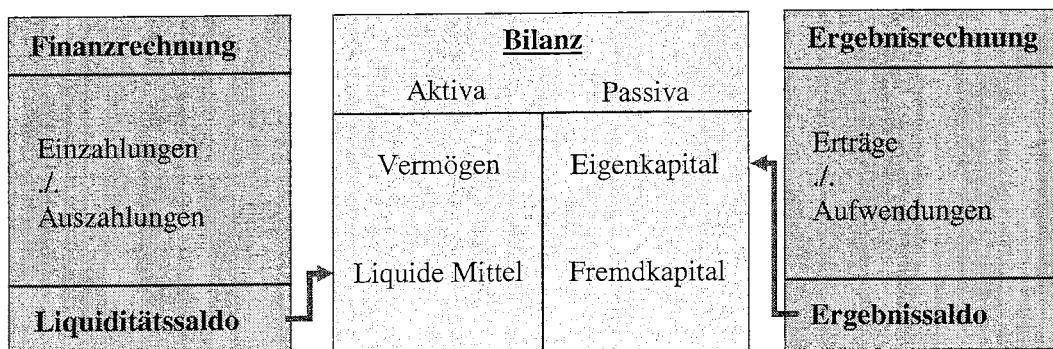 Finanzrechnung
Einzahlungen
./.
Auszahlungen
Liquiditätssaldo
Bilanz
Aktiva Passiva
Vermögen Eigenkapital
Liquide Mittel Fremdkapital
Ergebnisrechnung
Erträge
./.
Aufwendungen
Ergebnissaldo